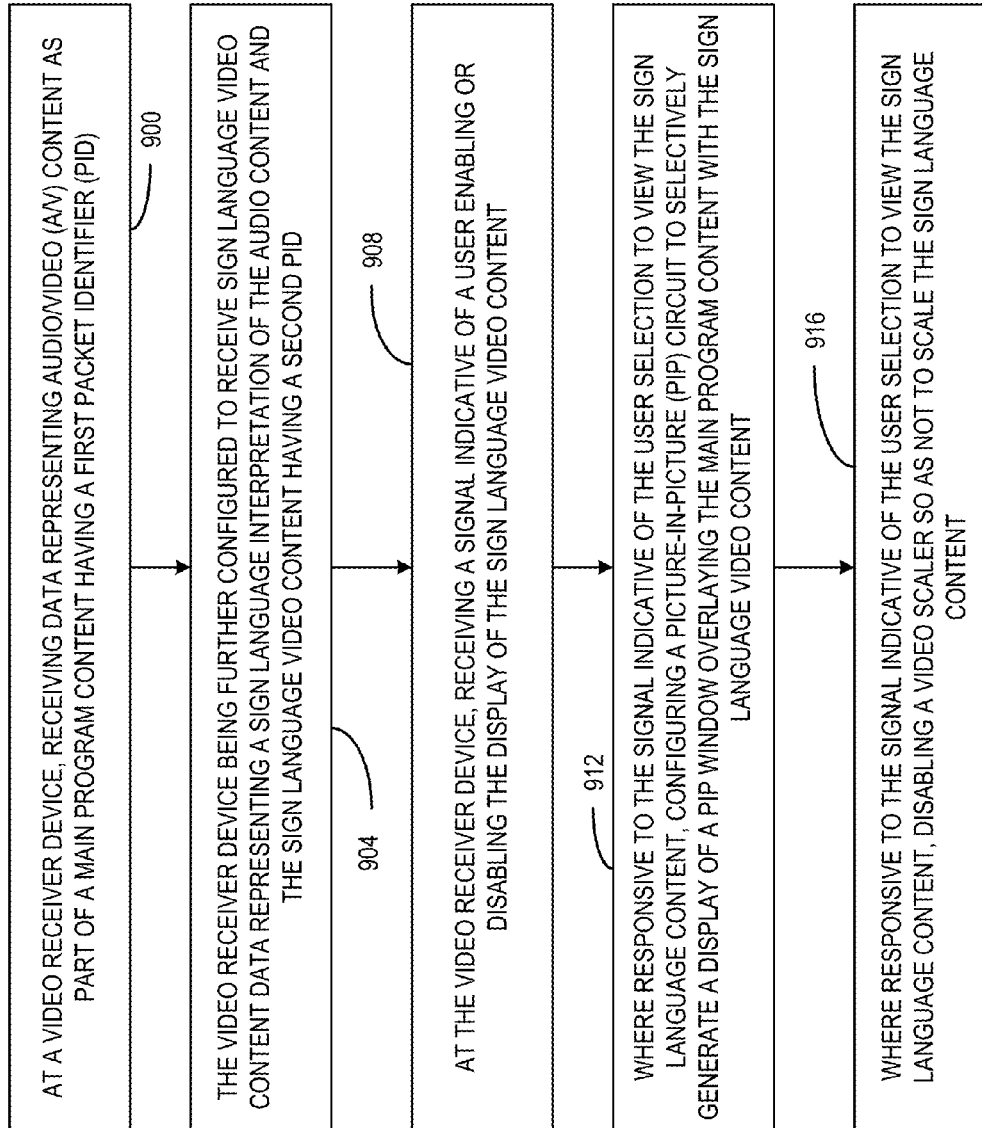 AT A VIDEO RECEIVER DEVICE, RECEIVING DATA REPRESENTING AUDIO/VIDEO (A/V) CONTENT AS
PART OF A MAIN PROGRAM CONTENT HAVING A FIRST PACKET IDENTIFIER (PID)
900
THE VIDEO RECEIVER DEVICE BEING FURTHER CONFIGURED TO RECEIVE SIGN LANGUAGE VIDEO
CONTENT DATA REPRESENTING A SIGN LANGUAGE INTERPRETATION OF THE AUDIO CONTENT AND
THE SIGN LANGUAGE VIDEO CONTENT HAVING A SECOND PID
904
AT THE VIDEO RECEIVER DEVICE, RECEIVING A SIGNAL INDICATIVE OF A USER ENABLING OR
DISABLING THE DISPLAY OF THE SIGN LANGUAGE VIDEO CONTENT
908
WHERE RESPONSIVE TO THE SIGNAL INDICATIVE OF THE USER SELECTION TO VIEW THE SIGN
LANGUAGE CONTENT, CONFIGURING A PICTURE-IN-PICTURE (PIP) CIRCUIT TO SELECTIVELY
GENERATE A DISPLAY OF A PIP WINDOW OVERLAYING THE MAIN PROGRAM CONTENT WITH THE SIGN
LANGUAGE VIDEO CONTENT
912
WHERE RESPONSIVE TO THE SIGNAL INDICATIVE OF THE USER SELECTION TO VIEW THE SIGN
LANGUAGE CONTENT, DISABLING A VIDEO SCALER SO AS NOT TO SCALE THE SIGN LANGUAGE
CONTENT
916